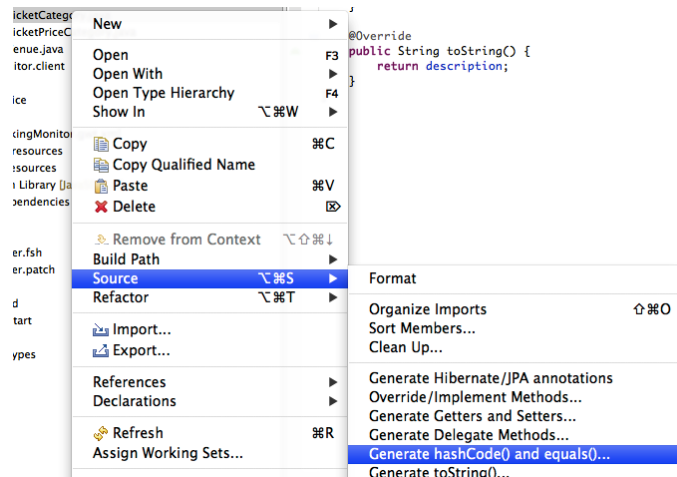 icketCatego
icketPriceC
enue.java
itor.client
ice
kingMonitor
resources
esources
n Library [Ja
pendencies
er.fsh
er.patch
d
tart
ypes
New
Open F3
Open With
Open Type Hierarchy F4
Show In ⌥⌘W
Copy ⌘C
Copy Qualified Name
Paste ⌘V
Delete ⌦
Remove from Context ⌥⇧⌘↓
Build Path
Source ⌥⌘S
Refactor ⌥⌘T
Import...
Export...
References
Declarations
Refresh ⌘R
Assign Working Sets...
}
@Override
public String toString() {
return description;
}
Format
Organize Imports ⇧⌘O
Sort Members...
Clean Up...
Generate Hibernate/JPA annotations
Override/Implement Methods...
Generate Getters and Setters...
Generate Delegate Methods...
Generate hashCode() and equals()...
Generate toString()...